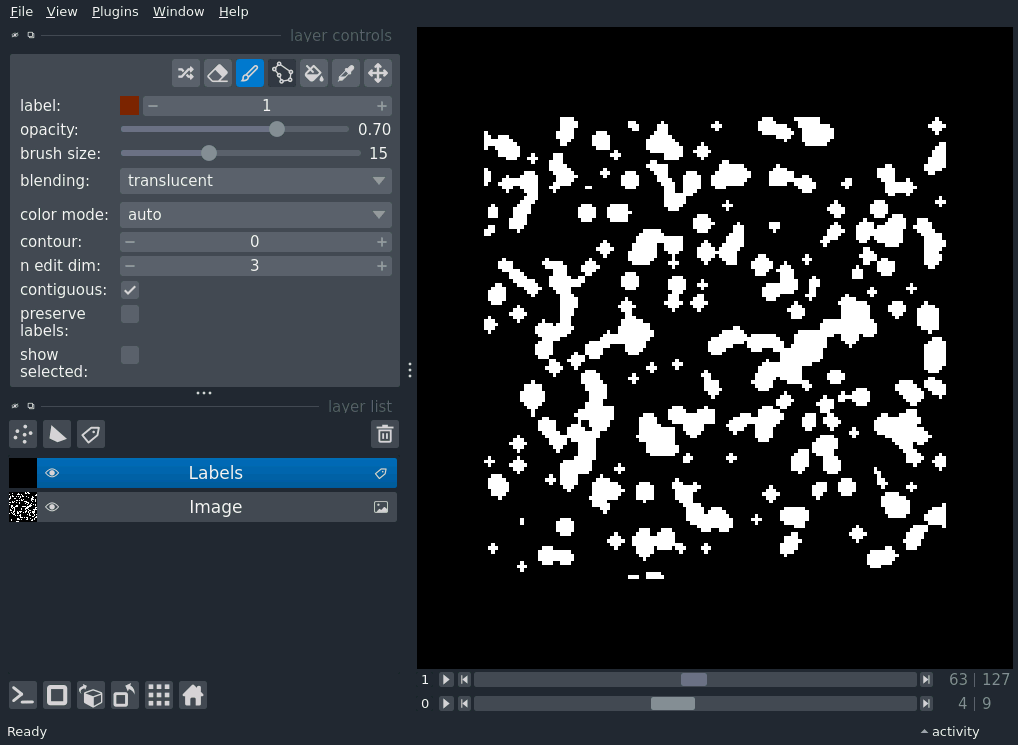 File View Plugins Window Help
layer controls
label: 1
opacity: 0.70
brush size: 15
blending: translucent
color mode: auto
contour: 0
n edit dim: 3
contiguous:
preserve
labels:
show
selected:
layer list
Labels
Image
1 63 | 127
0 4 | 9
Ready activity